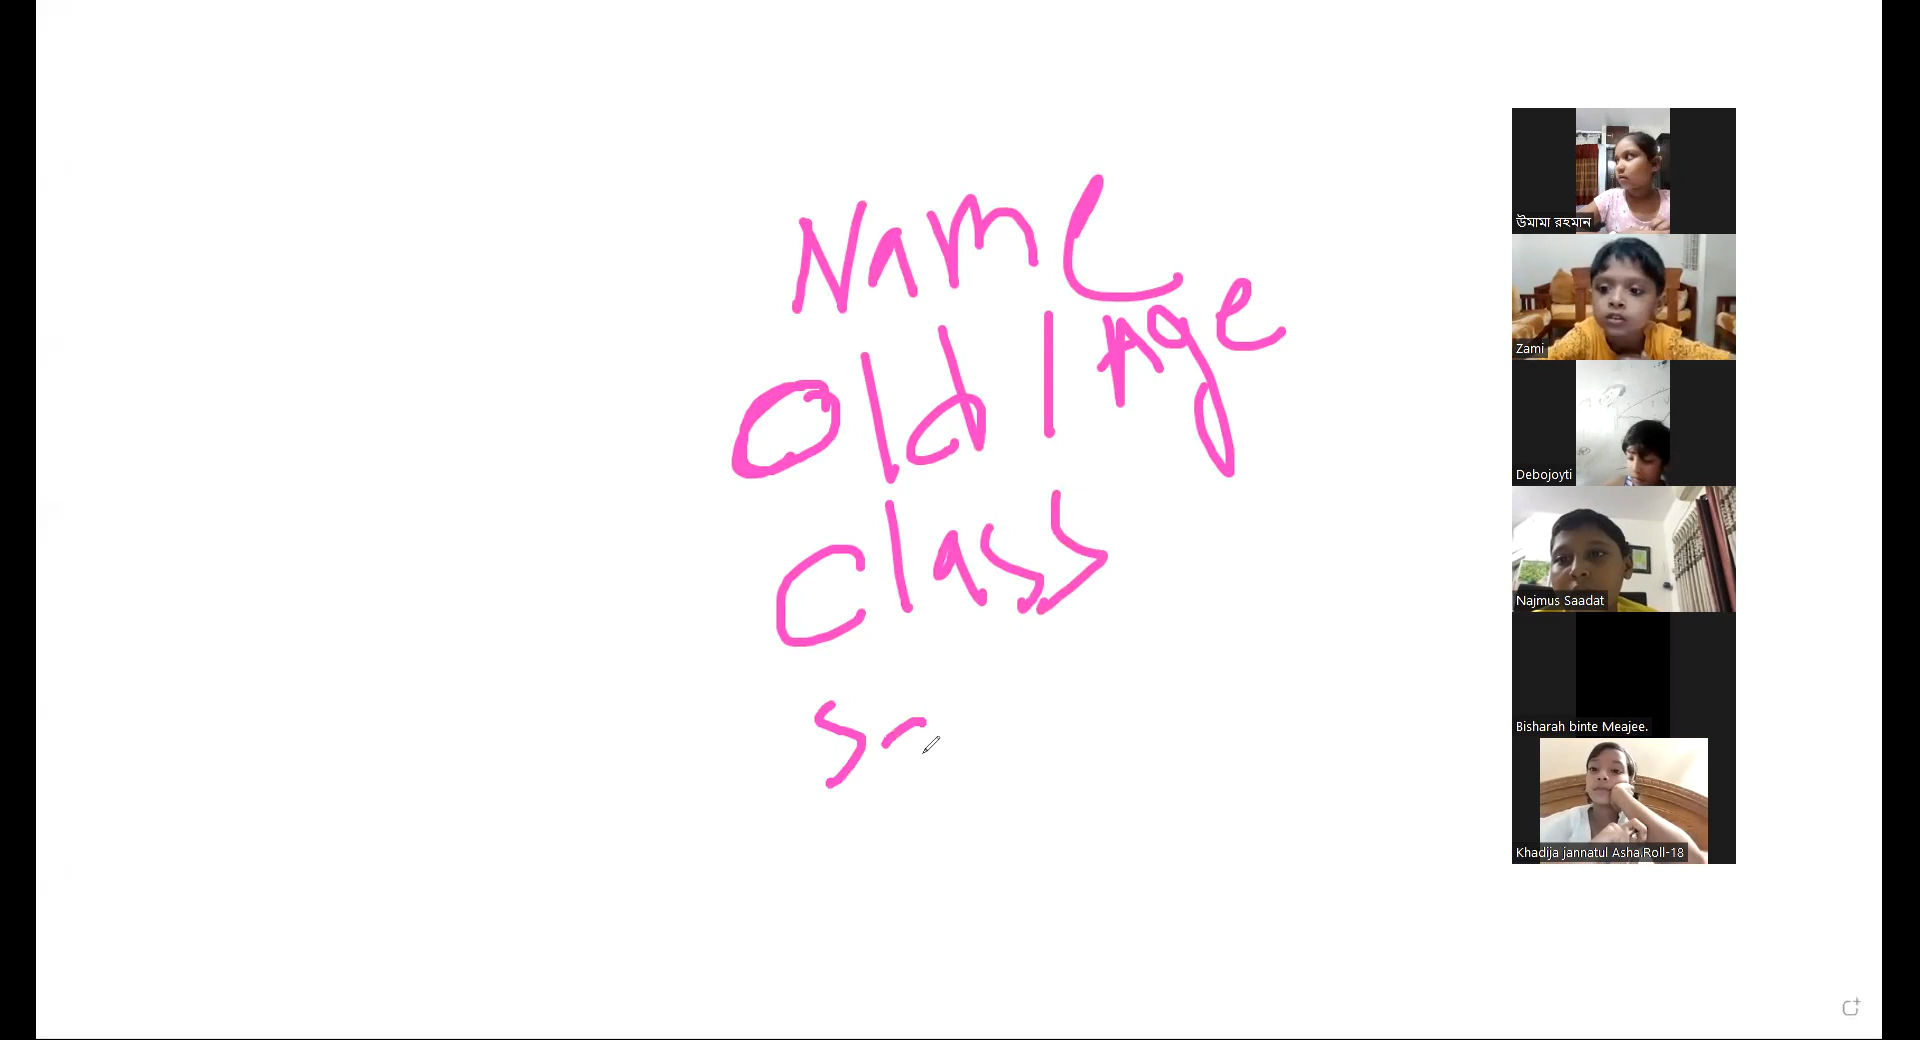 Name
Old / Age
Class
S
উমামা রহমান
Zami
Debojoyti
Najmus Saadat
Bisharah binte Meajee.
Khadija jannatul Asha.Roll-18